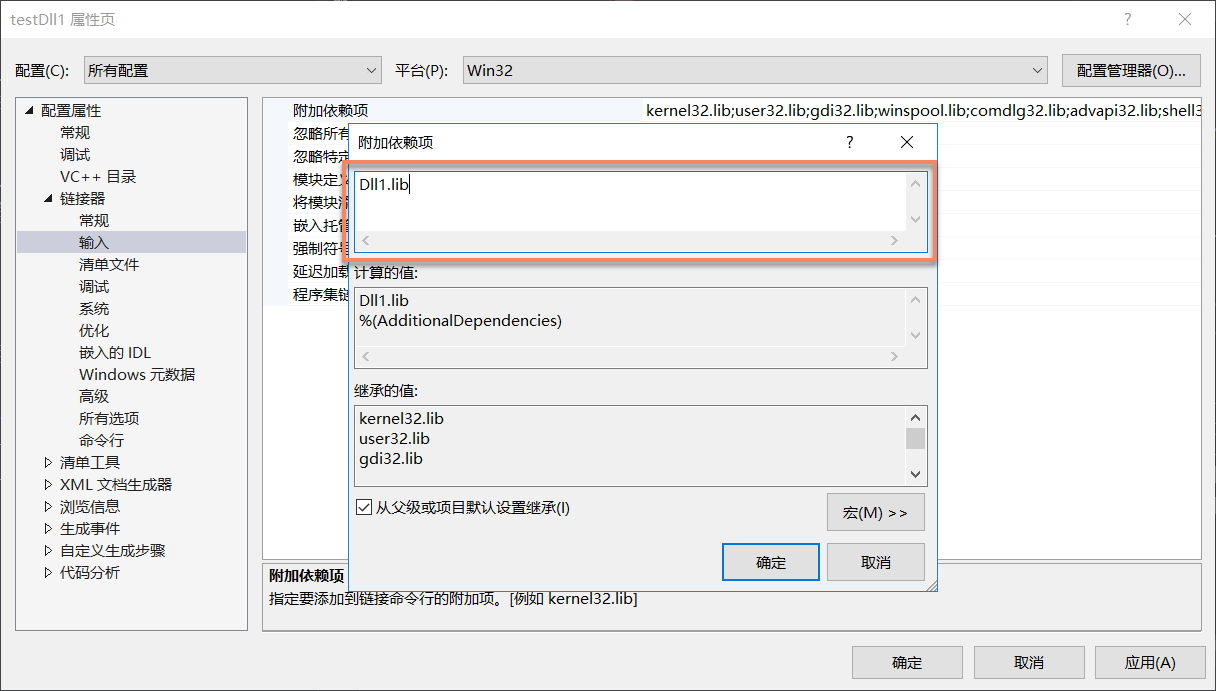 testDll1 属性页
配置(C): 所有配置 平台(P): Win32 配置管理器(O)...
配置属性
常规
调试
VC++ 目录
链接器
常规
输入
清单文件
调试
系统
优化
嵌入的 IDL
Windows 元数据
高级
所有选项
命令行
清单工具
XML 文档生成器
浏览信息
生成事件
自定义生成步骤
代码分析
附加依赖项 kernel32.lib;user32.lib;gdi32.lib;winspool.lib;comdlg32.lib;advapi32.lib;shell3
忽略所有
忽略特定
模块定义
将模块
嵌入托管
强制符号
延迟加载
程序集链
附加依赖项
Dll1.lib
计算的值:
Dll1.lib
%(AdditionalDependencies)
继承的值:
kernel32.lib
user32.lib
gdi32.lib
从父级或项目默认设置继承(I)
宏(M) >>
确定 取消
附加依赖项
指定要添加到链接命令行的附加项。[例如 kernel32.lib]
确定 取消 应用(A)